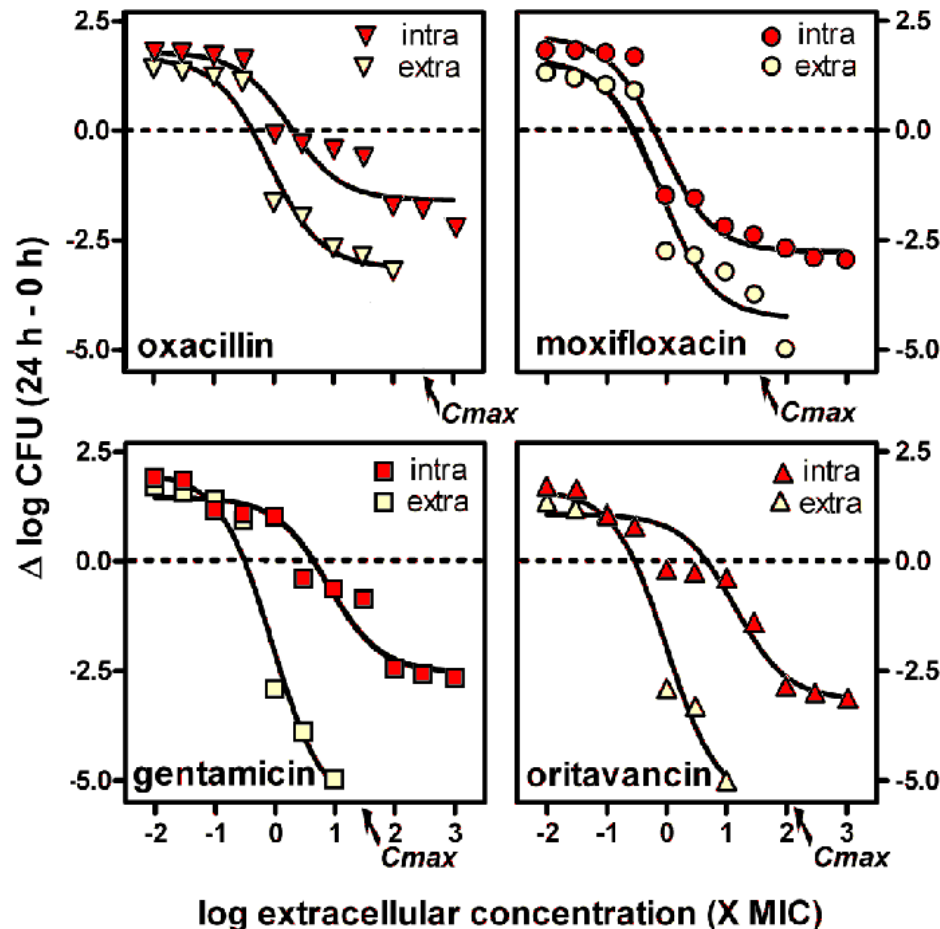 2.5
0.0
-2.5
-5.0
intra
extra
oxacillin
Cmax
intra
extra
moxifloxacin
2.5
0.0
-2.5
-5.0
Cmax
Δ log CFU (24 h - 0 h)
2.5
0.0
-2.5
-5.0
intra
extra
gentamicin
-2 -1 0 1 2 3
Cmax
intra
extra
oritavancin
2.5
0.0
-2.5
-5.0
-2 -1 0 1 2 3
Cmax
log extracellular concentration (X MIC)